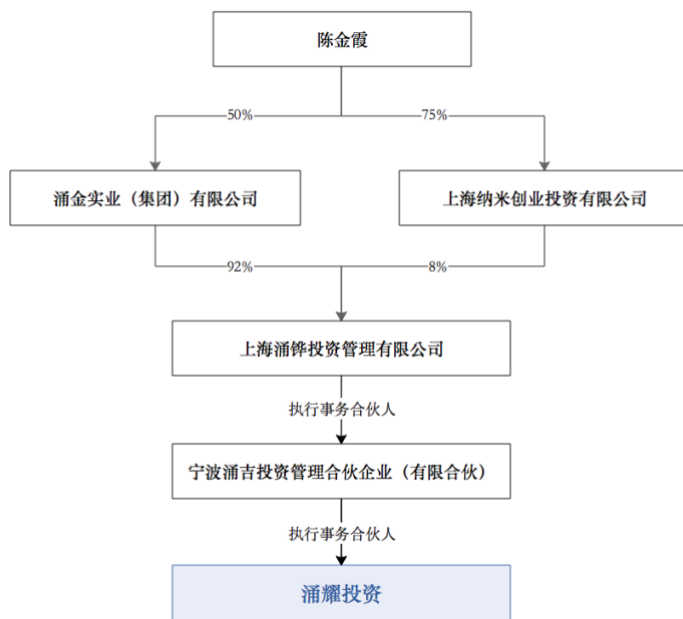 陈金霞
50%
75%
涌金实业（集团）有限公司
上海纳米创业投资有限公司
92%
8%
上海涌铧投资管理有限公司
执行事务合伙人
宁波涌吉投资管理合伙企业（有限合伙）
执行事务合伙人
涌耀投资